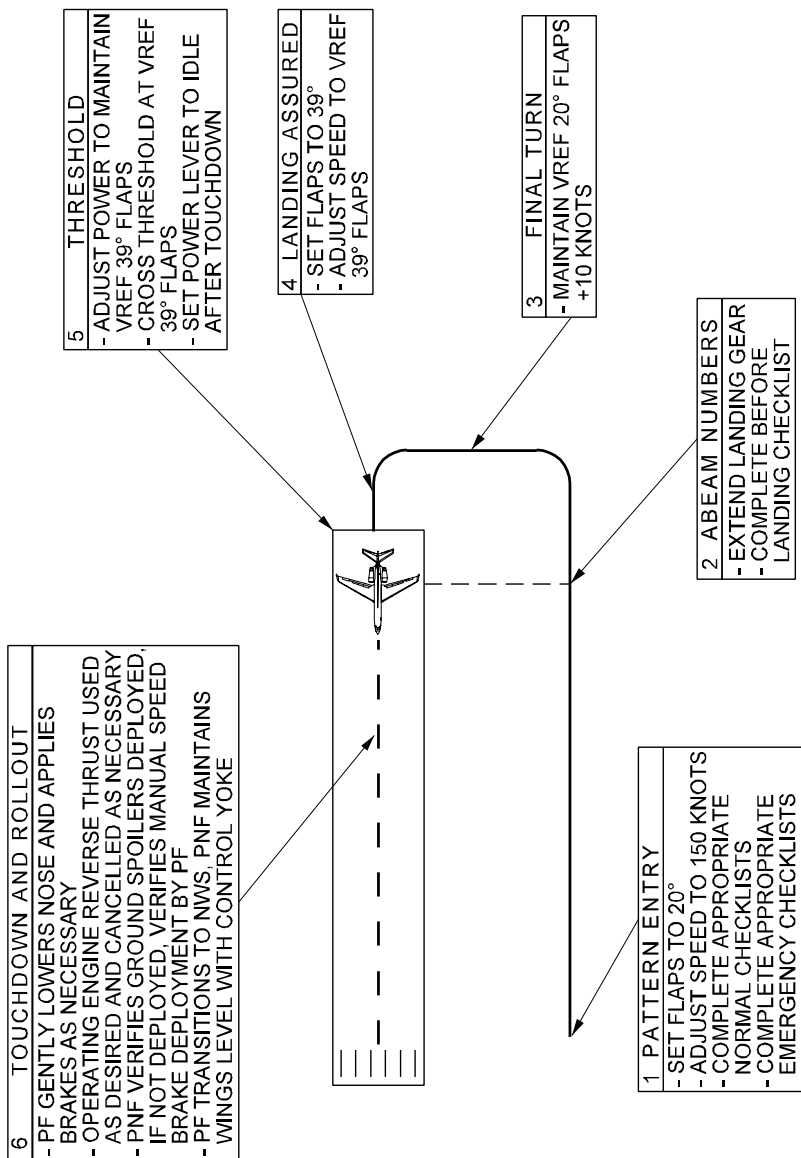 6 TOUCHDOWN AND ROLLOUT
- PF GENTLY LOWERS NOSE AND APPLIES
BRAKES AS NECESSARY
- OPERATING ENGINE REVERSE THRUST USED
AS DESIRED AND CANCELLED AS NECESSARY
- PNF VERIFIES GROUND SPOILERS DEPLOYED,
IF NOT DEPLOYED, VERIFIES MANUAL SPEED
BRAKE DEPLOYMENT BY PF
- PF TRANSITIONS TO NWS, PNF MAINTAINS
WINGS LEVEL WITH CONTROL YOKE
5 THRESHOLD
- ADJUST POWER TO MAINTAIN
VREF 39° FLAPS
- CROSS THRESHOLD AT VREF
39° FLAPS
- SET POWER LEVER TO IDLE
AFTER TOUCHDOWN
4 LANDING ASSURED
- SET FLAPS TO 39°
- ADJUST SPEED TO VREF
39° FLAPS
3 FINAL TURN
- MAINTAIN VREF 20° FLAPS
+10 KNOTS
2 ABEAM NUMBERS
- EXTEND LANDING GEAR
- COMPLETE BEFORE
LANDING CHECKLIST
1 PATTERN ENTRY
- SET FLAPS TO 20°
- ADJUST SPEED TO 150 KNOTS
- COMPLETE APPROPRIATE
NORMAL CHECKLISTS
- COMPLETE APPROPRIATE
EMERGENCY CHECKLISTS